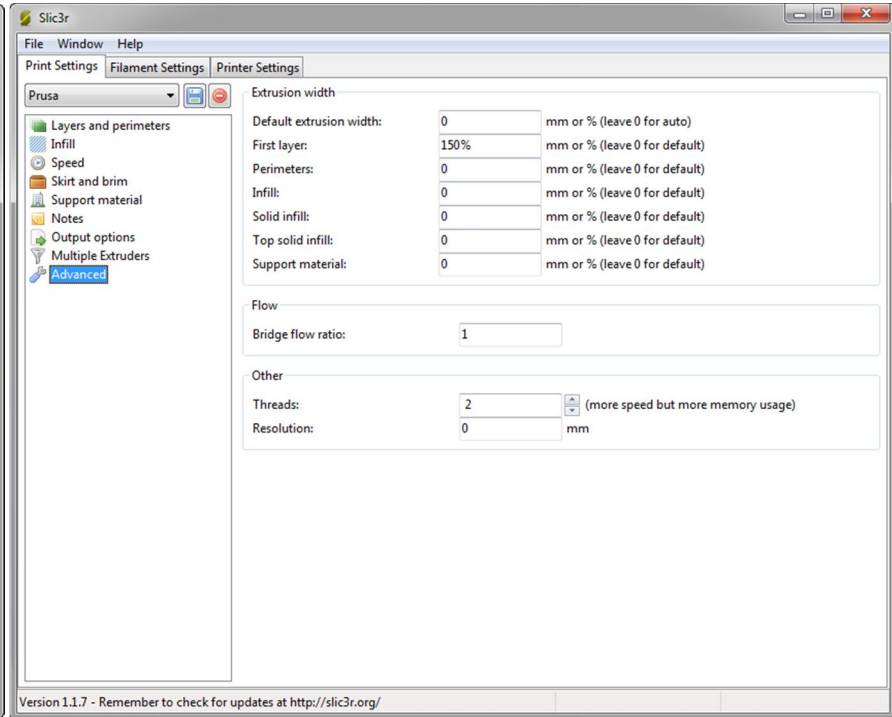 Slic3r
File Window Help
Print Settings Filament Settings Printer Settings
Prusa
Layers and perimeters
Infill
Speed
Skirt and brim
Support material
Notes
Output options
Multiple Extruders
Advanced
Extrusion width
Default extrusion width: 0 mm or % (leave 0 for auto)
First layer: 150% mm or % (leave 0 for default)
Perimeters: 0 mm or % (leave 0 for default)
Infill: 0 mm or % (leave 0 for default)
Solid infill: 0 mm or % (leave 0 for default)
Top solid infill: 0 mm or % (leave 0 for default)
Support material: 0 mm or % (leave 0 for default)
Flow
Bridge flow ratio: 1
Other
Threads: 2 (more speed but more memory usage)
Resolution: 0 mm
Version 1.1.7 - Remember to check for updates at http://slic3r.org/